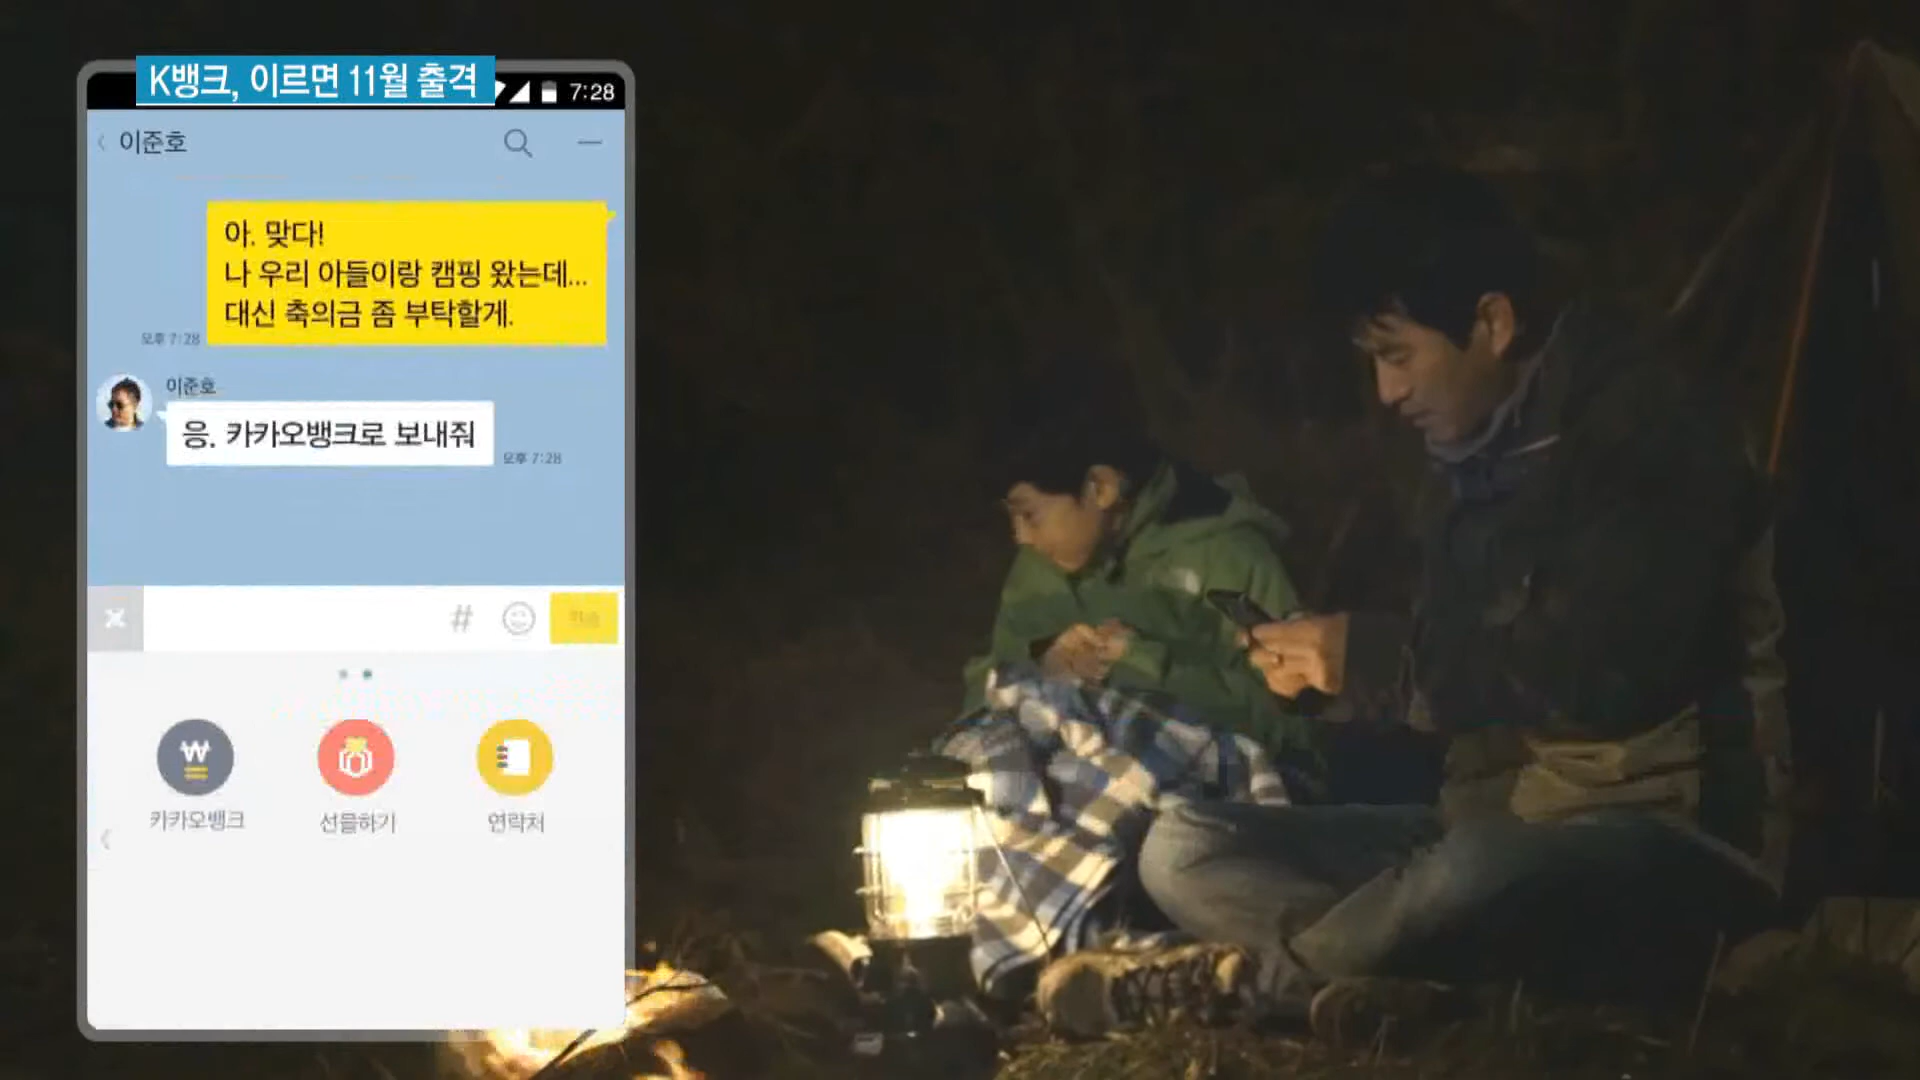 K뱅크, 이르면 11월 출격
7:28
이준호
아. 맞다!
나 우리 아들이랑 캠핑 왔는데...
대신 축의금 좀 부탁할게.
오후 7:28
이준호
응. 카카오뱅크로 보내줘
오후 7:28
#
카카오뱅크
선물하기
연락처